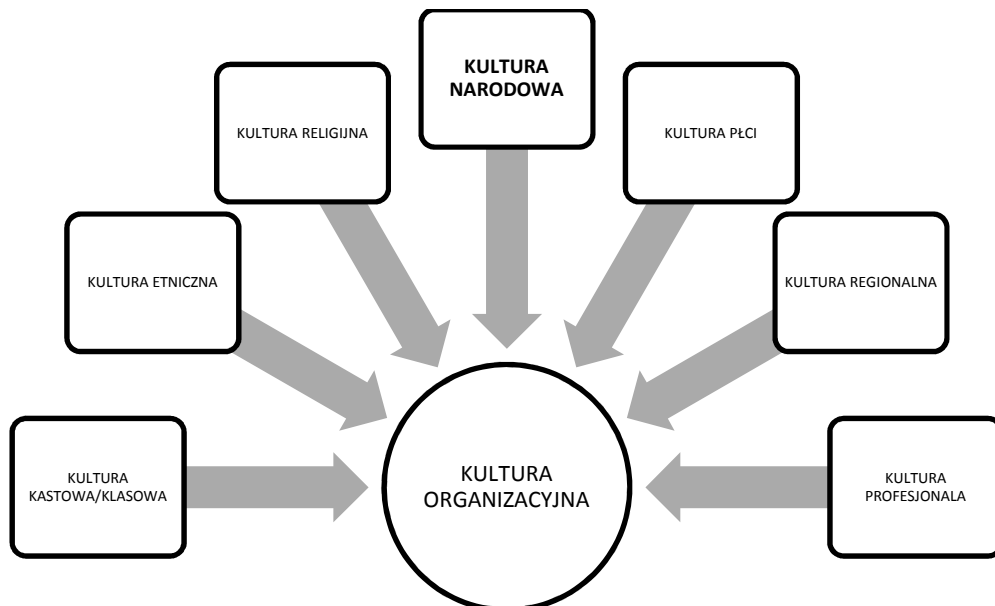 KULTURA
NARODOWA
KULTURA RELIGIJNA
KULTURA PŁCI
KULTURA ETNICZNA
KULTURA REGIONALNA
KULTURA
KASTOWA/KLASOWA
KULTURA
ORGANIZACYJNA
KULTURA
PROFESJONALA